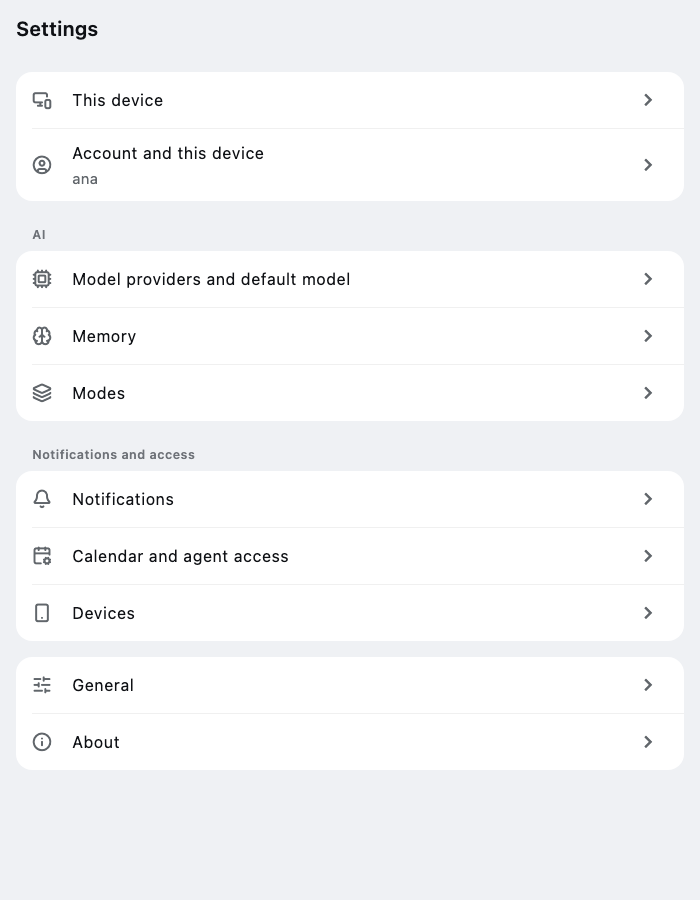 Settings
This device
Account and this device
ana
AI
Model providers and default model
Memory
Modes
Notifications and access
Notifications
Calendar and agent access
Devices
General
About